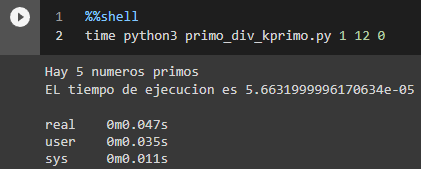 1 %%shell
2 time python3 primo_div_kprimo.py 1 12 0
Hay 5 numeros primos
EL tiempo de ejecucion es 5.6631999996170634e-05
real 0m0.047s
user 0m0.035s
sys 0m0.011s